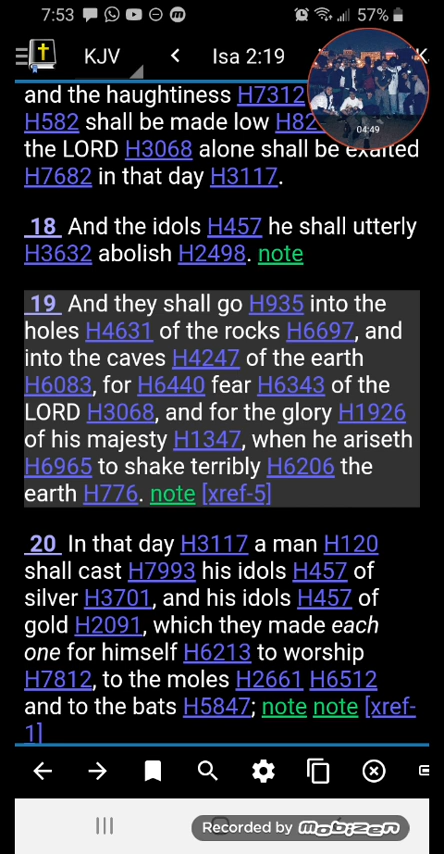 7:53 57%
KJV < Isa 2:19 K
04:49
and the haughtiness H7312
H582 shall be made low H82
the LORD H3068 alone shall be exalted
H7682 in that day H3117.
18 And the idols H457 he shall utterly
H3632 abolish H2498. note
19 And they shall go H935 into the
holes H4631 of the rocks H6697, and
into the caves H4247 of the earth
H6083, for H6440 fear H6343 of the
LORD H3068, and for the glory H1926
of his majesty H1347, when he ariseth
H6965 to shake terribly H6206 the
earth H776. note [xref-5]
20 In that day H3117 a man H120
shall cast H7993 his idols H457 of
silver H3701, and his idols H457 of
gold H2091, which they made each
one for himself H6213 to worship
H7812, to the moles H2661 H6512
and to the bats H5847; note note [xref-
1]
Recorded by Mobizen